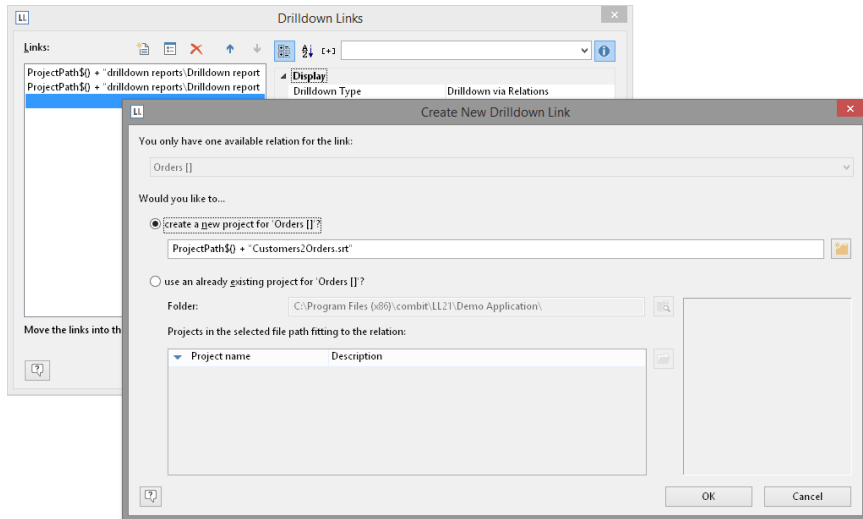 LL
Drilldown Links
Links:
[+]
ProjectPath$() + "drilldown reports\Drilldown report
ProjectPath$() + "drilldown reports\Drilldown report
Display
Drilldown Type Drilldown via Relations
LL
Create New Drilldown Link
You only have one available relation for the link:
Orders []
Would you like to...
create a new project for 'Orders []'?
ProjectPath$() + "Customers2Orders.srt"
use an already existing project for 'Orders []'?
Folder: C:\Program Files (x86)\combit\LL21\Demo Application\
Move the links into th
Projects in the selected file path fitting to the relation:
Project name Description
OK Cancel